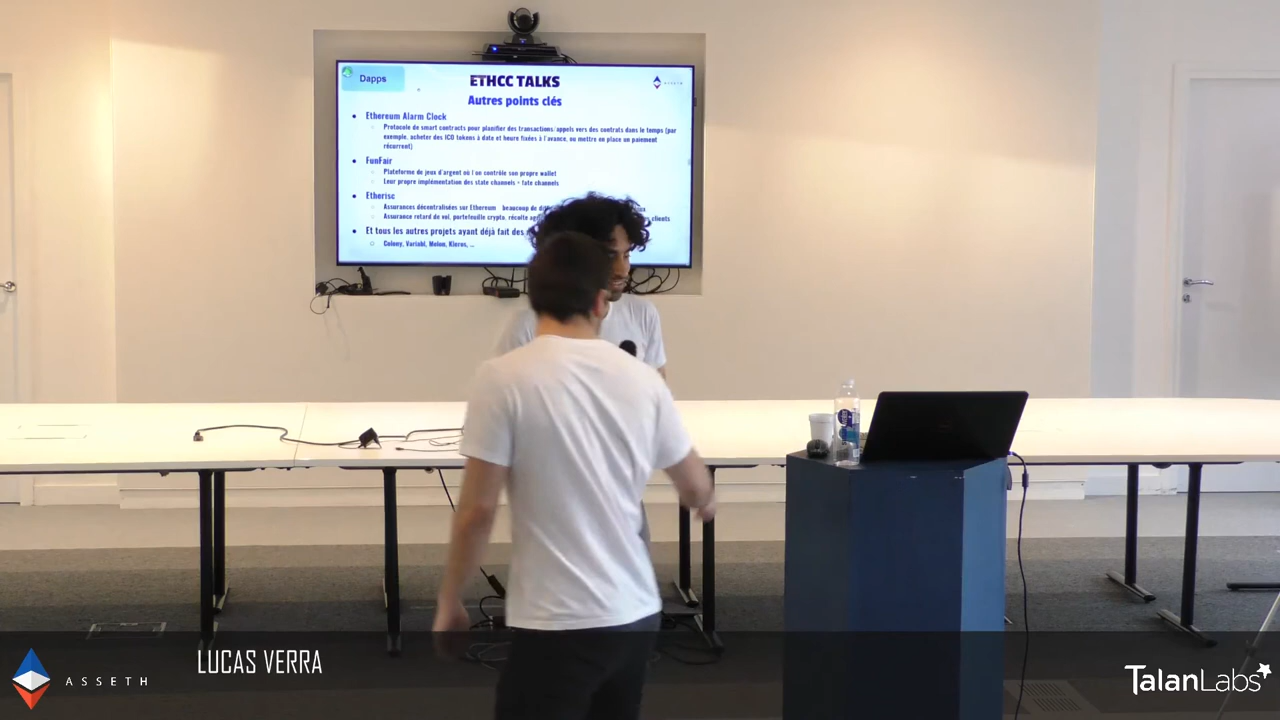 Dapps
ETHCC TALKS
ASSETH
Autres points clés
Ethereum Alarm Clock
Protocole de smart contracts pour planifier des transactions/appels vers des contrats dans le temps (par
exemple, acheter des ICO tokens à date et heure fixées à l'avance, ou mettre en place un paiement
récurrent)
FunFair
Plateforme de jeux d'argent où l'on contrôle son propre wallet
Leur propre implémentation des state channels = fate channels
Etherisc
Assurances décentralisées sur Ethereum beaucoup de
Assurance retard de vol, portefeuille crypto, récolte clients
Et tous les autres projets ayant déjà fait des
Colony, Variabl, Melon, Kleros, ...
LUCAS VERRA
ASSETH
TalanLabs